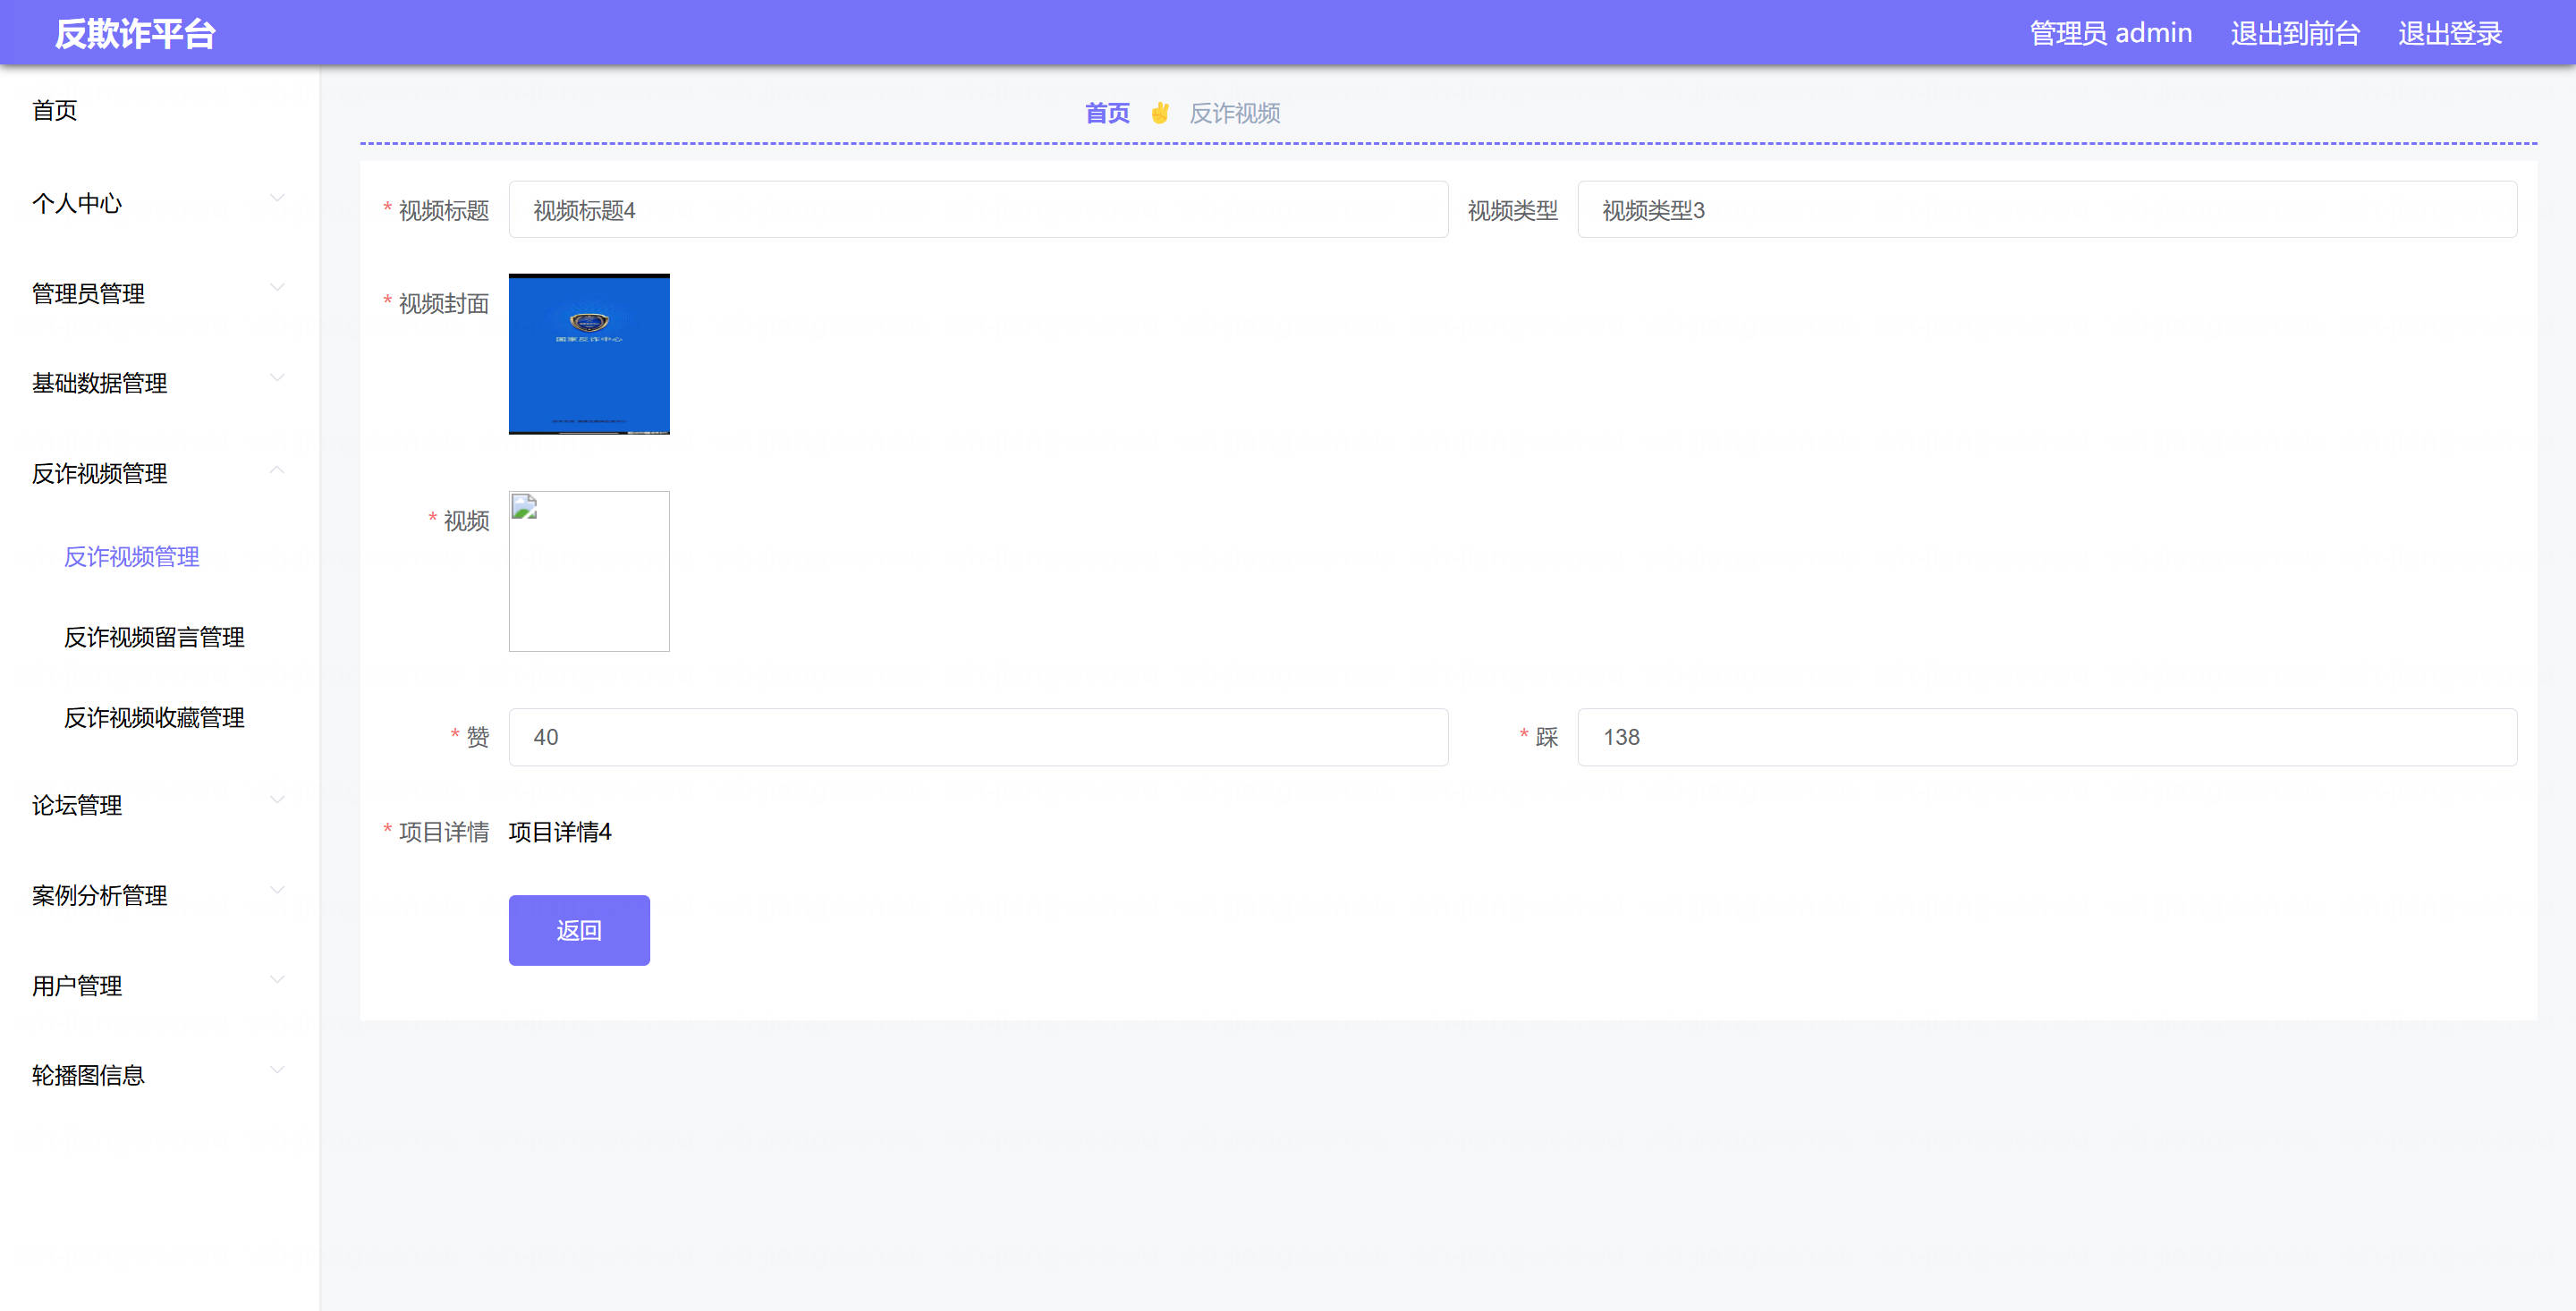 反欺诈平台
管理员 admin 退出到前台 退出登录
首页
个人中心
管理员管理
基础数据管理
反诈视频管理
反诈视频管理
反诈视频留言管理
反诈视频收藏管理
论坛管理
案例分析管理
用户管理
轮播图信息
首页 ✌ 反诈视频
* 视频标题 视频标题4 视频类型 视频类型3
* 视频封面
国家反诈中心
* 视频
* 赞 40 * 踩 138
* 项目详情 项目详情4
返回